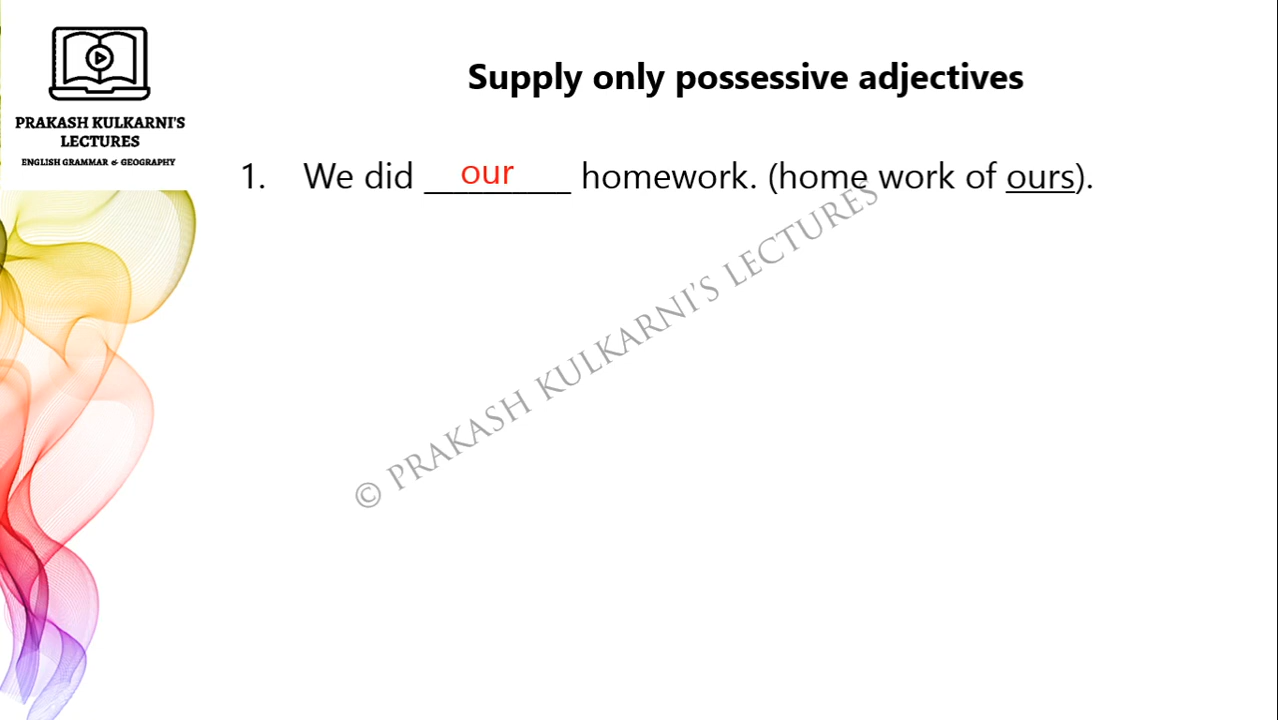 PRAKASH KULKARNI'S
LECTURES
ENGLISH GRAMMAR & GEOGRAPHY
Supply only possessive adjectives
1. We did ________ our homework. (home work of ours).
© PRAKASH KULKARNI'S LECTURES